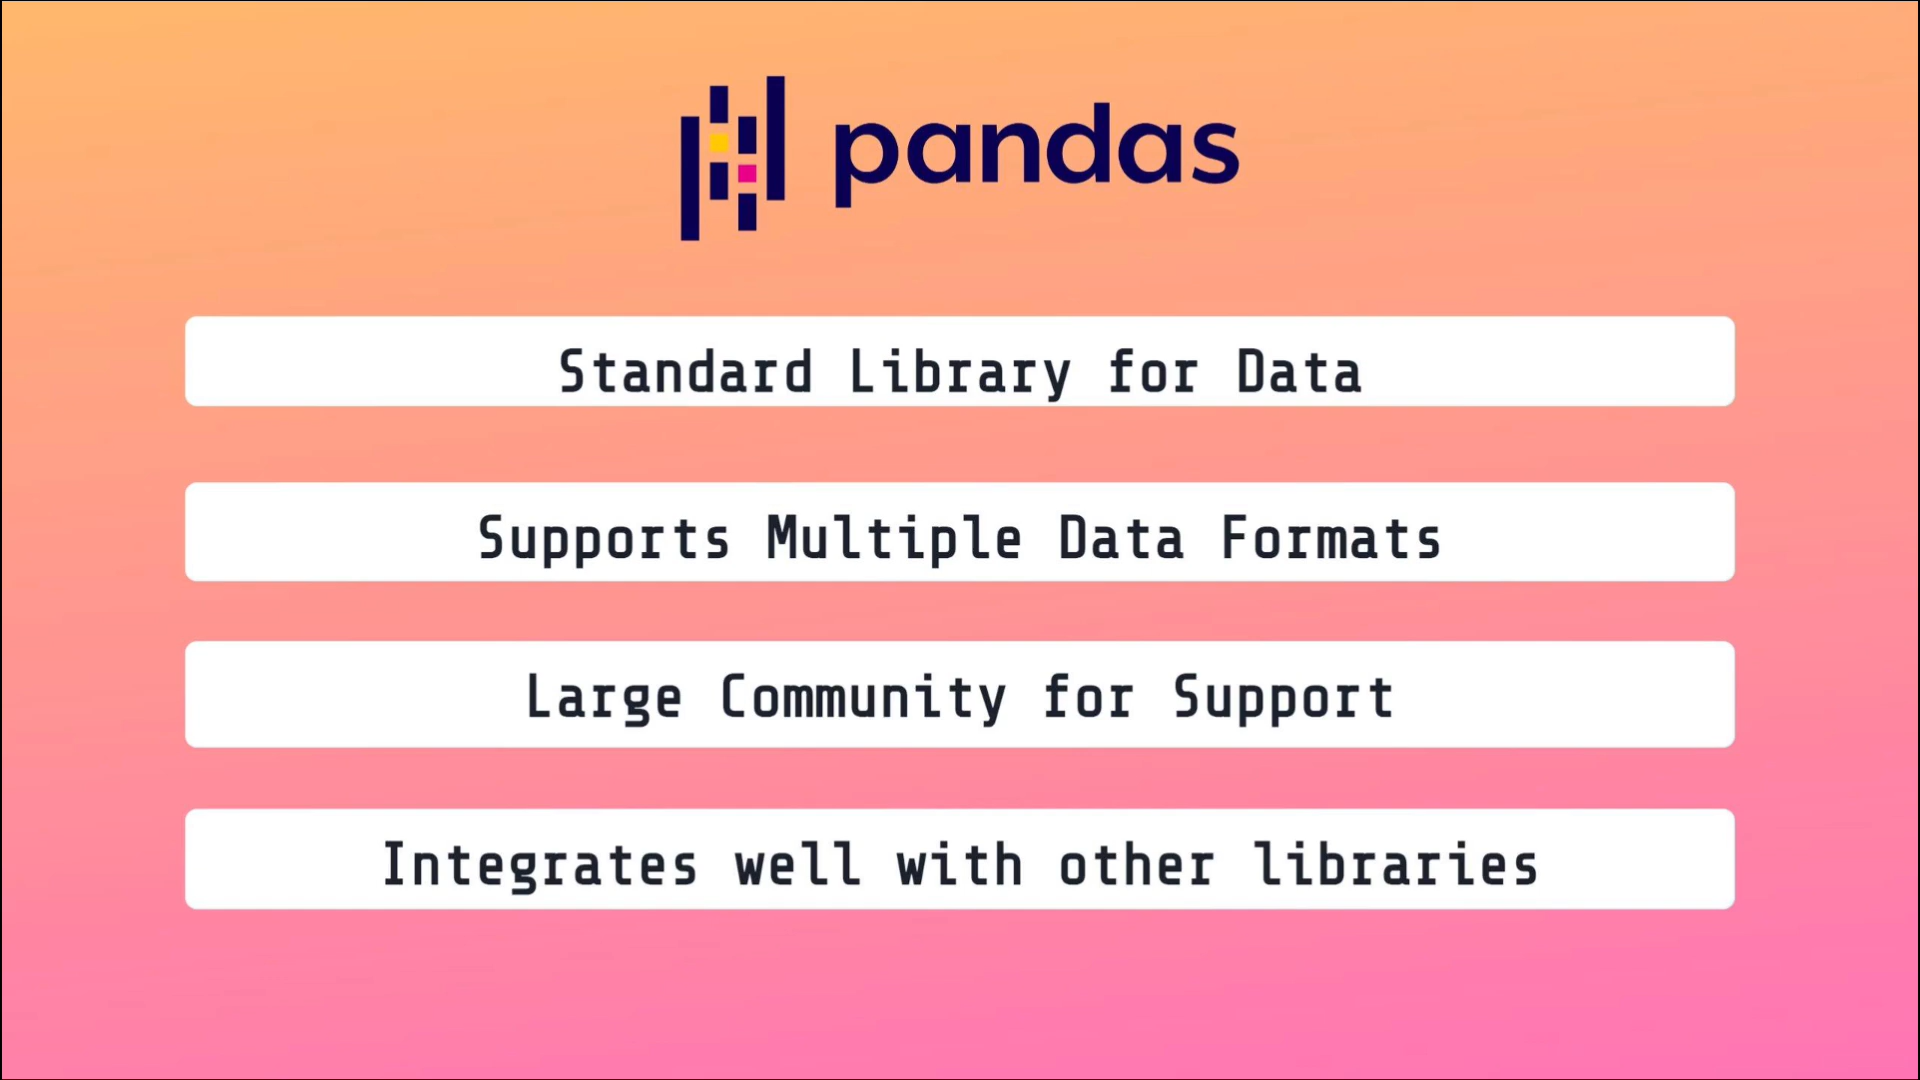 pandas
Standard Library for Data
Supports Multiple Data Formats
Large Community for Support
Integrates well with other libraries